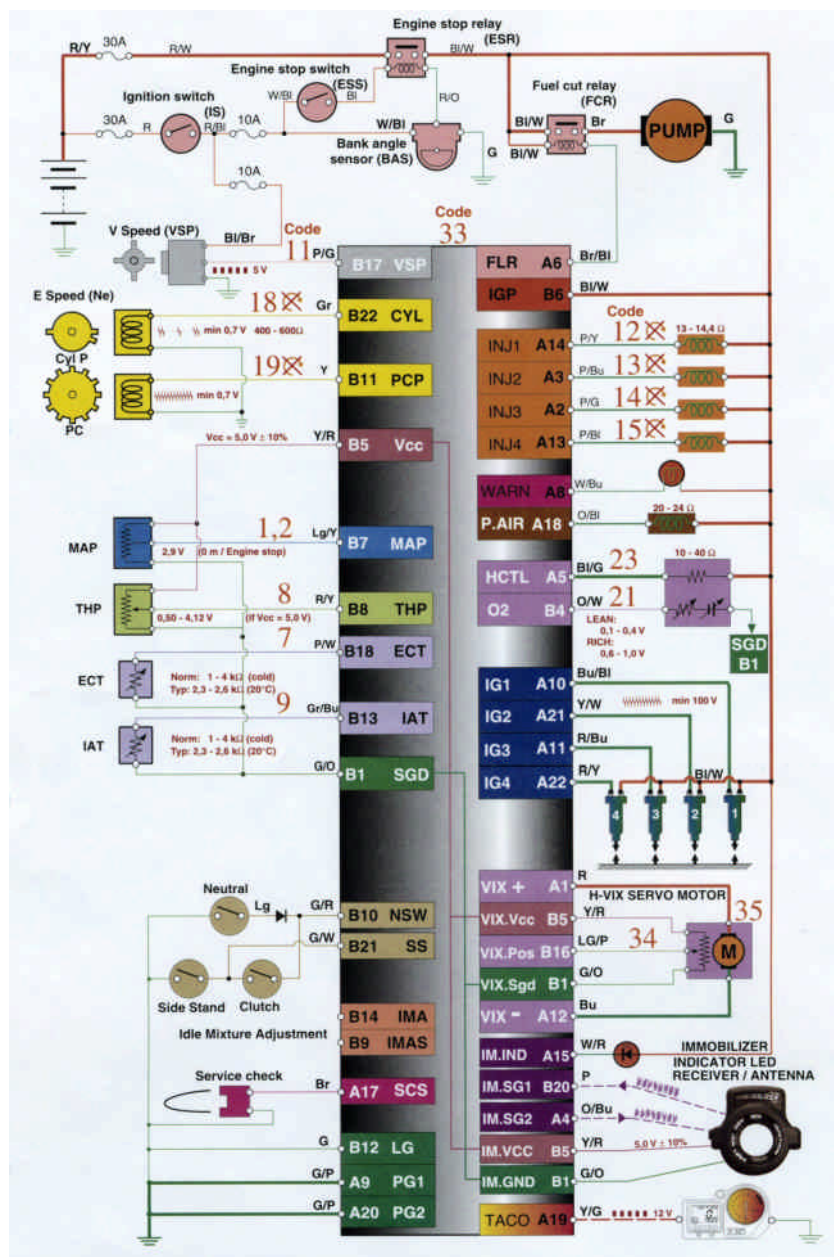 Engine stop relay
(ESR)
R/Y
30A
R/W
Bl/W
Engine stop switch
(ESS)
W/Bl
Bl
R/O
Ignition switch
(IS)
30A
R
R/Bl
10A
W/Bl
Bank angle
sensor (BAS)
G
Fuel cut relay
(FCR)
Bl/W
Bl/W
Br
PUMP
G
10A
V Speed (VSP)
Bl/Br
Code
11
P/G
5 V
Code
33
B17 VSP
FLR A6
Br/Bl
IGP B6
Bl/W
E Speed (Ne)
Cyl P
18
Gr
min 0,7 V 400 - 600Ω
B22 CYL
PC
19
Y
min 0,7 V
B11 PCP
Code
INJ1 A14
P/Y
12
13 - 14,4 Ω
INJ2 A3
P/Bu
13
INJ3 A2
P/G
14
INJ4 A13
P/Bl
15
Vcc = 5,0 V ± 10%
Y/R
B5 Vcc
WARN A8
W/Bu
P.AIR A18
O/Bl
20 - 24 Ω
MAP
1,2
Lg/Y
2,9 V (0 m / Engine stop)
B7 MAP
THP
8
R/Y
0,50 - 4,12 V (if Vcc = 5,0 V)
B8 THP
HCTL A5
Bl/G
23
10 - 40 Ω
O2 B4
O/W
21
LEAN:
0,1 - 0,4 V
RICH:
0,6 - 1,0 V
SGD
B1
7
P/W
B18 ECT
ECT
Norm: 1 - 4 kΩ (cold)
Typ: 2,3 - 2,6 kΩ (20°C)
9
Gr/Bu
B13 IAT
IAT
Norm: 1 - 4 kΩ (cold)
Typ: 2,3 - 2,6 kΩ (20°C)
G/O
B1 SGD
IG1 A10
Bu/Bl
IG2 A21
Y/W
min 100 V
IG3 A11
R/Bu
IG4 A22
R/Y
Bl/W
4
3
2
1
Neutral
Lg
G/R
B10 NSW
G/W
B21 SS
Side Stand
Clutch
B14 IMA
Idle Mixture Adjustment
B9 IMAS
Service check
Br
A17 SCS
G
B12 LG
G/P
A9 PG1
G/P
A20 PG2
VIX + A1
R
H-VIX SERVO MOTOR
VIX.Vcc B5
Y/R
35
VIX.Pos B16
LG/P
34
M
VIX.Sgd B1
G/O
VIX - A12
Bu
IM.IND A15
W/R
IMMOBILIZER
INDICATOR LED
RECEIVER / ANTENNA
IM.SG1 B20
P
IM.SG2 A4
O/Bu
IM.VCC B5
Y/R
5,0 V ± 10%
IM.GND B1
G/O
TACO A19
Y/G
12 V